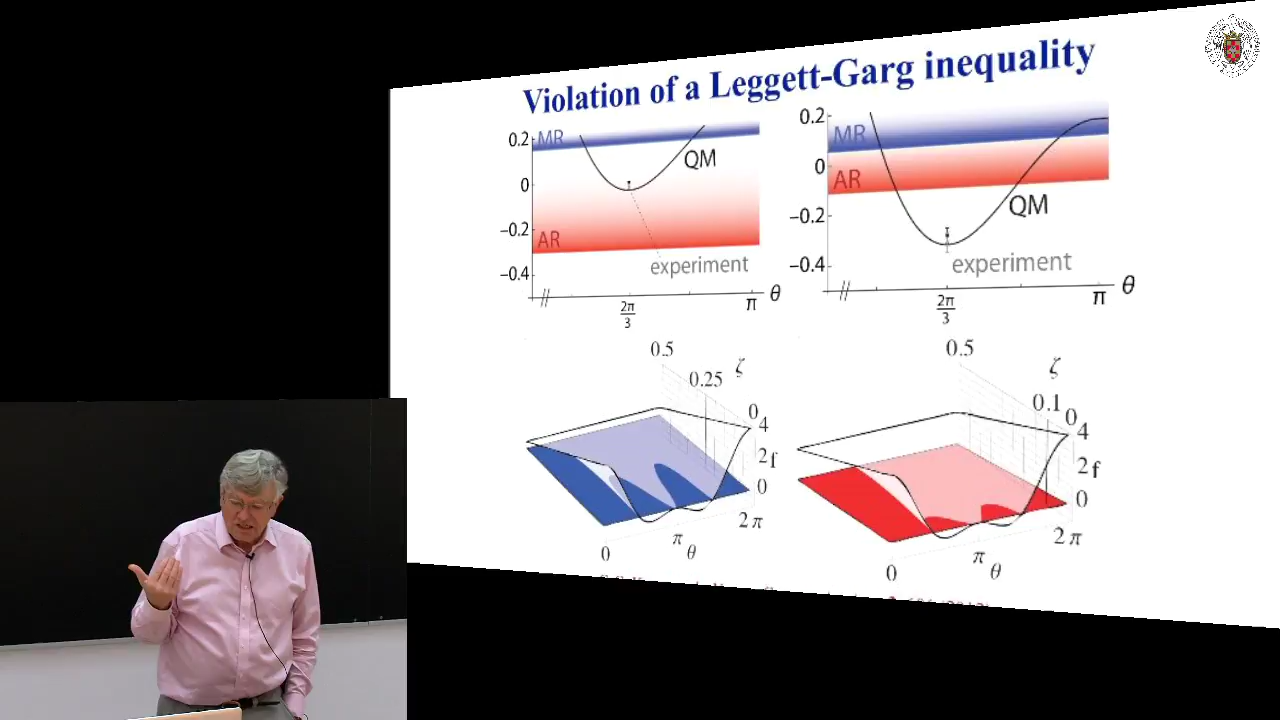 Violation of a Leggett-Garg inequality
0.2
MR
QM
0
−0.2
AR
−0.4
experiment
2π
3
π
θ
0.2
MR
0
AR
QM
−0.2
−0.4
experiment
2π
3
π
θ
0.5
ζ
0.25
0
4
2
f
0
2π
π
θ
0
0.5
ζ
0.1
0
4
2
f
0
2π
π
θ
0